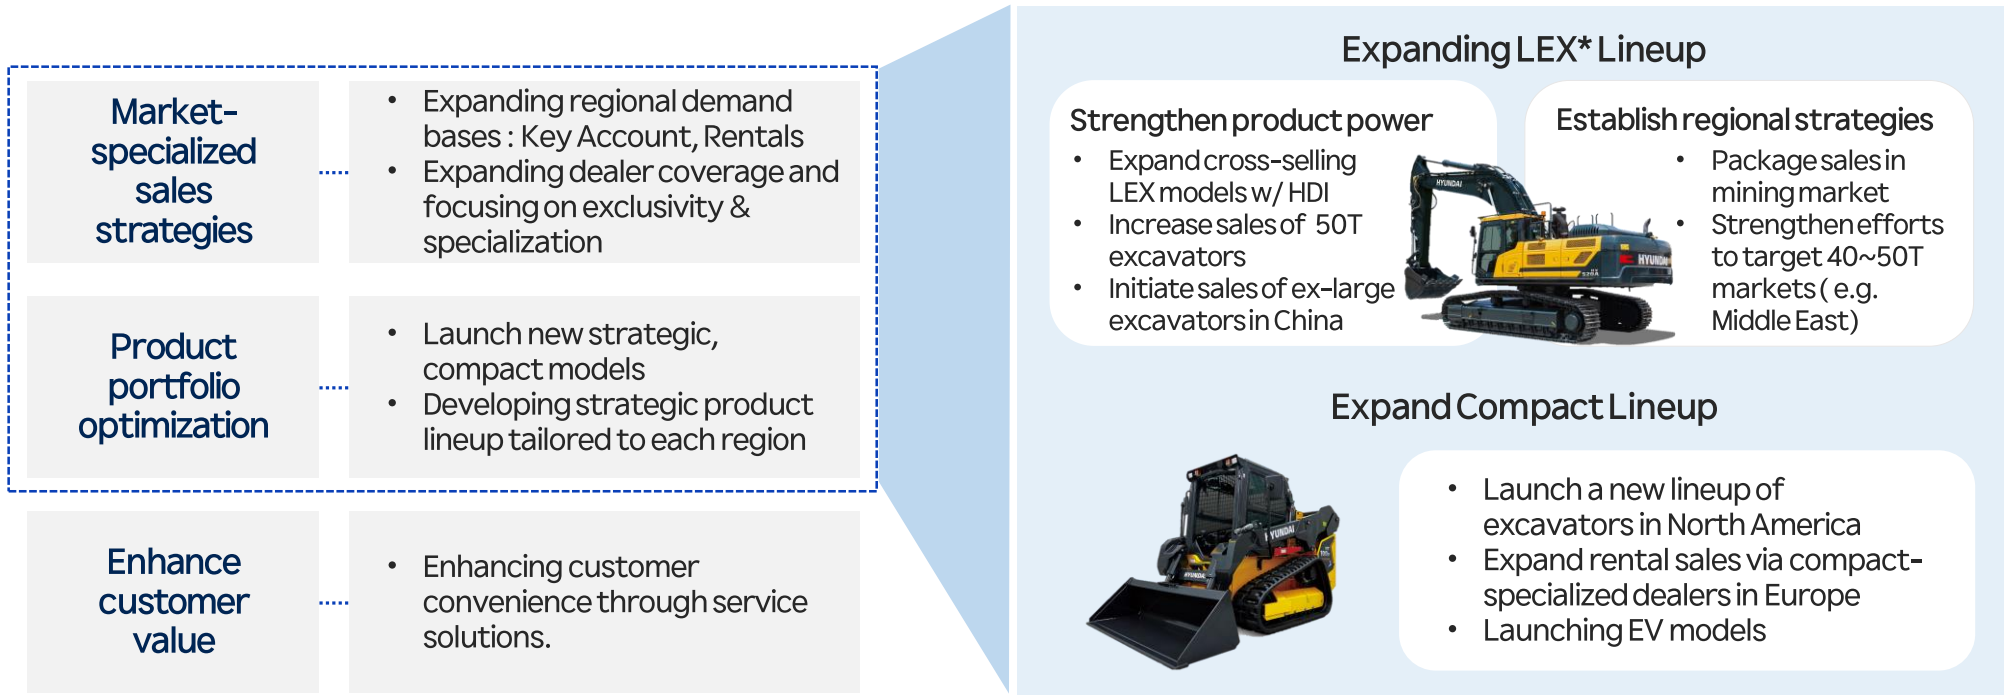 Market-
specialized
sales
strategies
• Expanding regional demand
bases : Key Account, Rentals
• Expanding dealer coverage and
focusing on exclusivity &
specialization
Product
portfolio
optimization
• Launch new strategic,
compact models
• Developing strategic product
lineup tailored to each region
Enhance
customer
value
• Enhancing customer
convenience through service
solutions.
Expanding LEX* Lineup
Strengthen product power
• Expand cross-selling
LEX models w/ HDI
• Increase sales of 50T
excavators
• Initiate sales of ex-large
excavators in China
HYUNDAI
HYUNDAI
520A
Establish regional strategies
• Package sales in
mining market
• Strengthen efforts
to target 40~50T
markets ( e.g.
Middle East)
Expand Compact Lineup
HYUNDAI
HYUNDAI
• Launch a new lineup of
excavators in North America
• Expand rental sales via compact-
specialized dealers in Europe
• Launching EV models